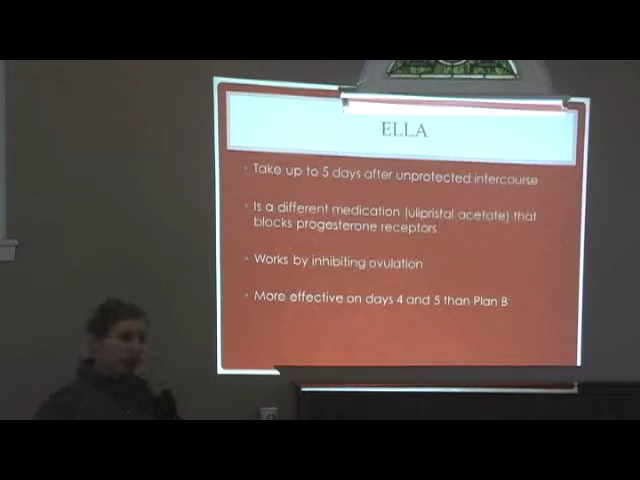 ELLA
Take up to 5 days after unprotected intercourse
Is a different medication (ulipristal acetate) that
blocks progesterone receptors
Works by inhibiting ovulation
More effective on days 4 and 5 than Plan B